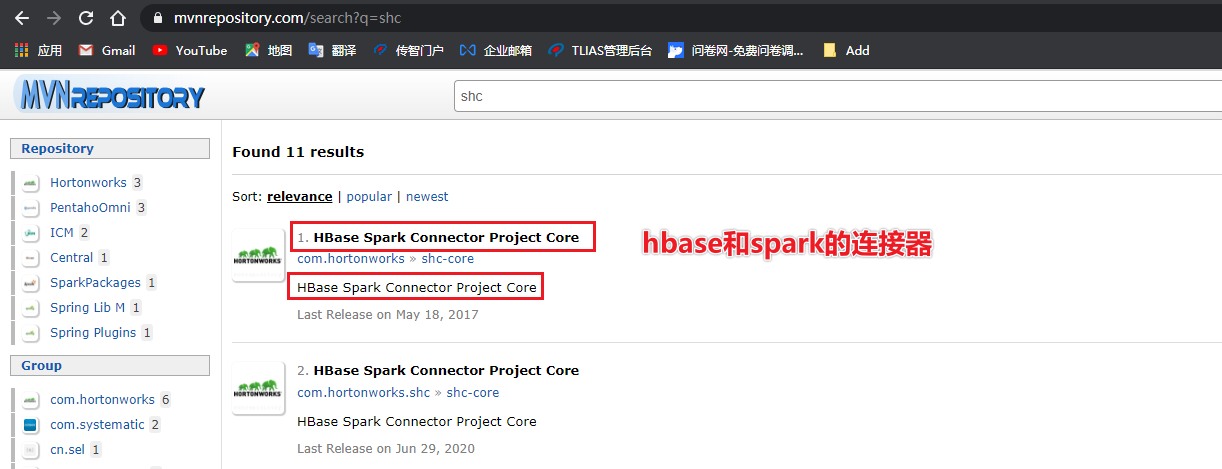 mvnrepository.com/search?q=shc
应用 Gmail YouTube 地图 翻译 传智门户 企业邮箱 TLIAS管理后台 问卷网-免费问卷调... Add
MVNREPOSITORY
shc
Repository
Hortonworks 3
PentahoOmni 3
ICM 2
Central 1
SparkPackages 1
Spring Lib M 1
Spring Plugins 1
Group
com.hortonworks 6
com.systematic 2
cn.sel 1
Found 11 results
Sort: relevance | popular | newest
HORTONWORKS
1. HBase Spark Connector Project Core
com.hortonworks » shc-core
HBase Spark Connector Project Core
Last Release on May 18, 2017
hbase和spark的连接器
HORTONWORKS
2. HBase Spark Connector Project Core
com.hortonworks.shc » shc-core
HBase Spark Connector Project Core
Last Release on Jun 29, 2020